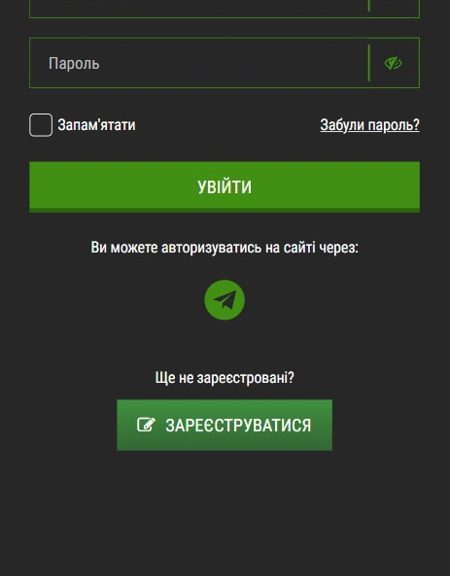 Пароль
Запам'ятати
Забули пароль?
УВІЙТИ
Ви можете авторизуватись на сайті через:
Ще не зареєстровані?
ЗАРЕЄСТРУВАТИСЯ